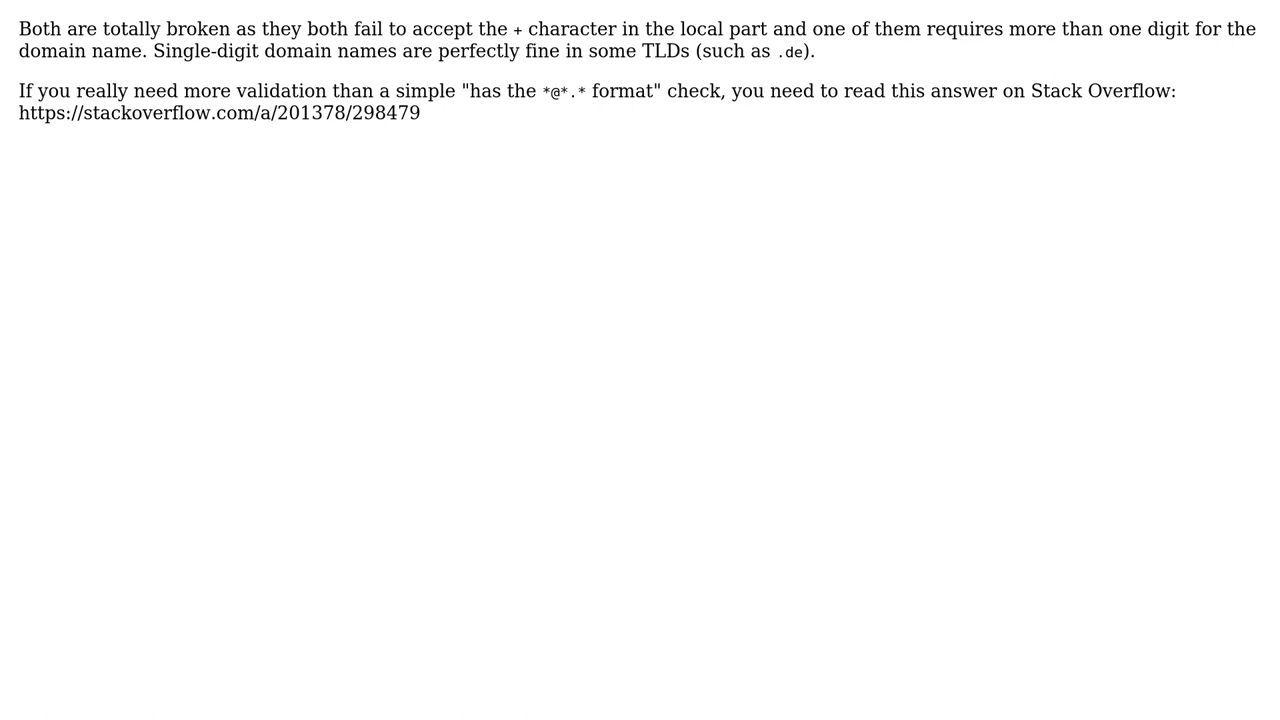 Both are totally broken as they both fail to accept the + character in the local part and one of them requires more than one digit for the
domain name. Single-digit domain names are perfectly fine in some TLDs (such as .de).
If you really need more validation than a simple "has the *@*.* format" check, you need to read this answer on Stack Overflow:
https://stackoverflow.com/a/201378/298479